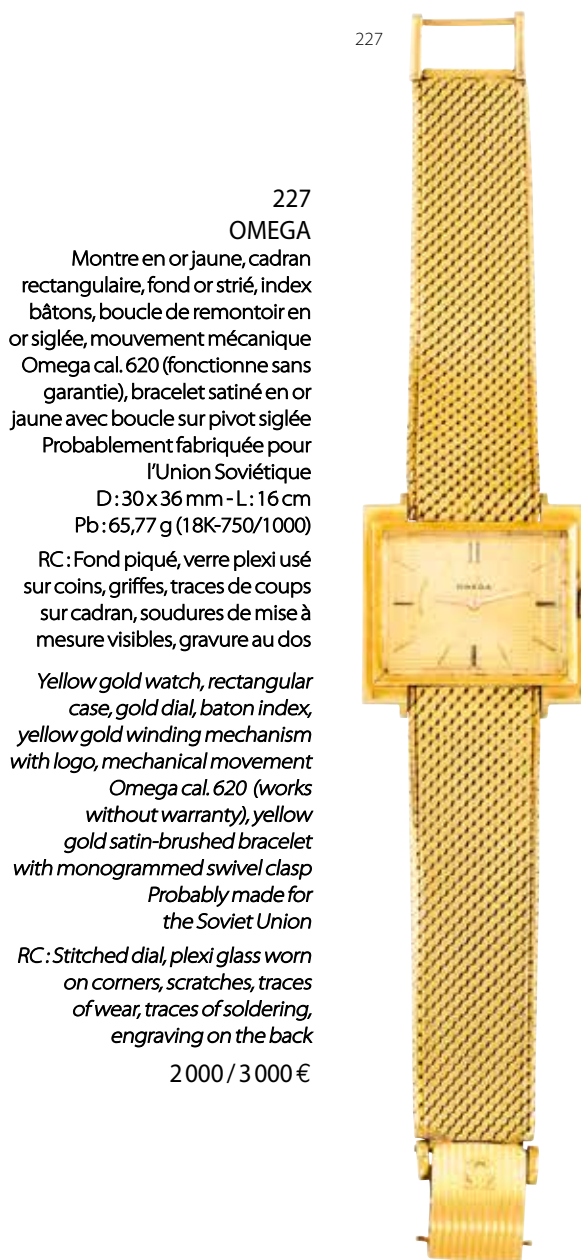 227
227
OMEGA
Montre en or jaune, cadran
rectangulaire, fond or strié, index
bâtons, boucle de remontoir en
or siglée, mouvement mécanique
Omega cal. 620 (fonctionne sans
garantie), bracelet satiné en or
jaune avec boucle sur pivot siglée
Probablement fabriquée pour
l'Union Soviétique
D : 30 x 36 mm - L : 16 cm
Pb : 65,77 g (18K-750/1000)
RC : Fond piqué, verre plexi usé
sur coins, griffes, traces de coups
sur cadran, soudures de mise à
mesure visibles, gravure au dos
Yellow gold watch, rectangular
case, gold dial, baton index,
yellow gold winding mechanism
with logo, mechanical movement
Omega cal. 620 (works
without warranty), yellow
gold satin-brushed bracelet
with monogrammed swivel clasp
Probably made for
the Soviet Union
RC : Stitched dial, plexi glass worn
on corners, scratches, traces
of wear, traces of soldering,
engraving on the back
2 000 / 3 000 €
OMEGA